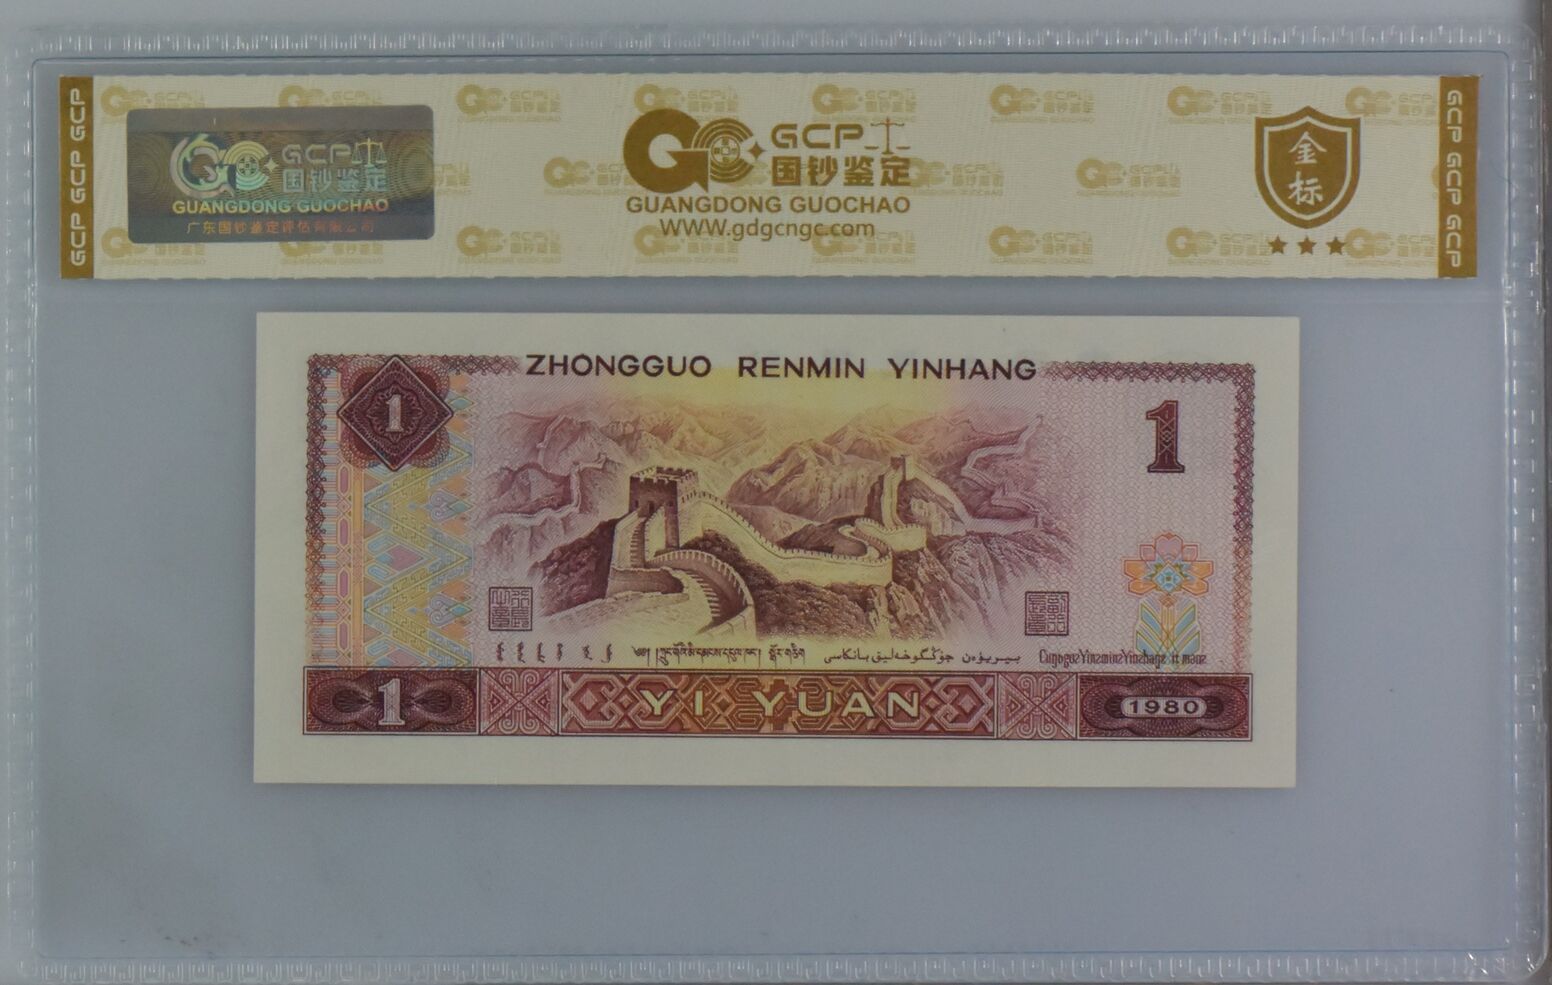 GCP GCP GCP
GCP
国钞鉴定
GUANGDONG GUOCHAO
广东国钞鉴定评估有限公司
GCP
国钞鉴定
GUANGDONG GUOCHAO
WWW.gdgcngc.com
金标
GCP GCP GCP
ZHONGGUO RENMIN YINHANG
1
1
1
YI YUAN
1980